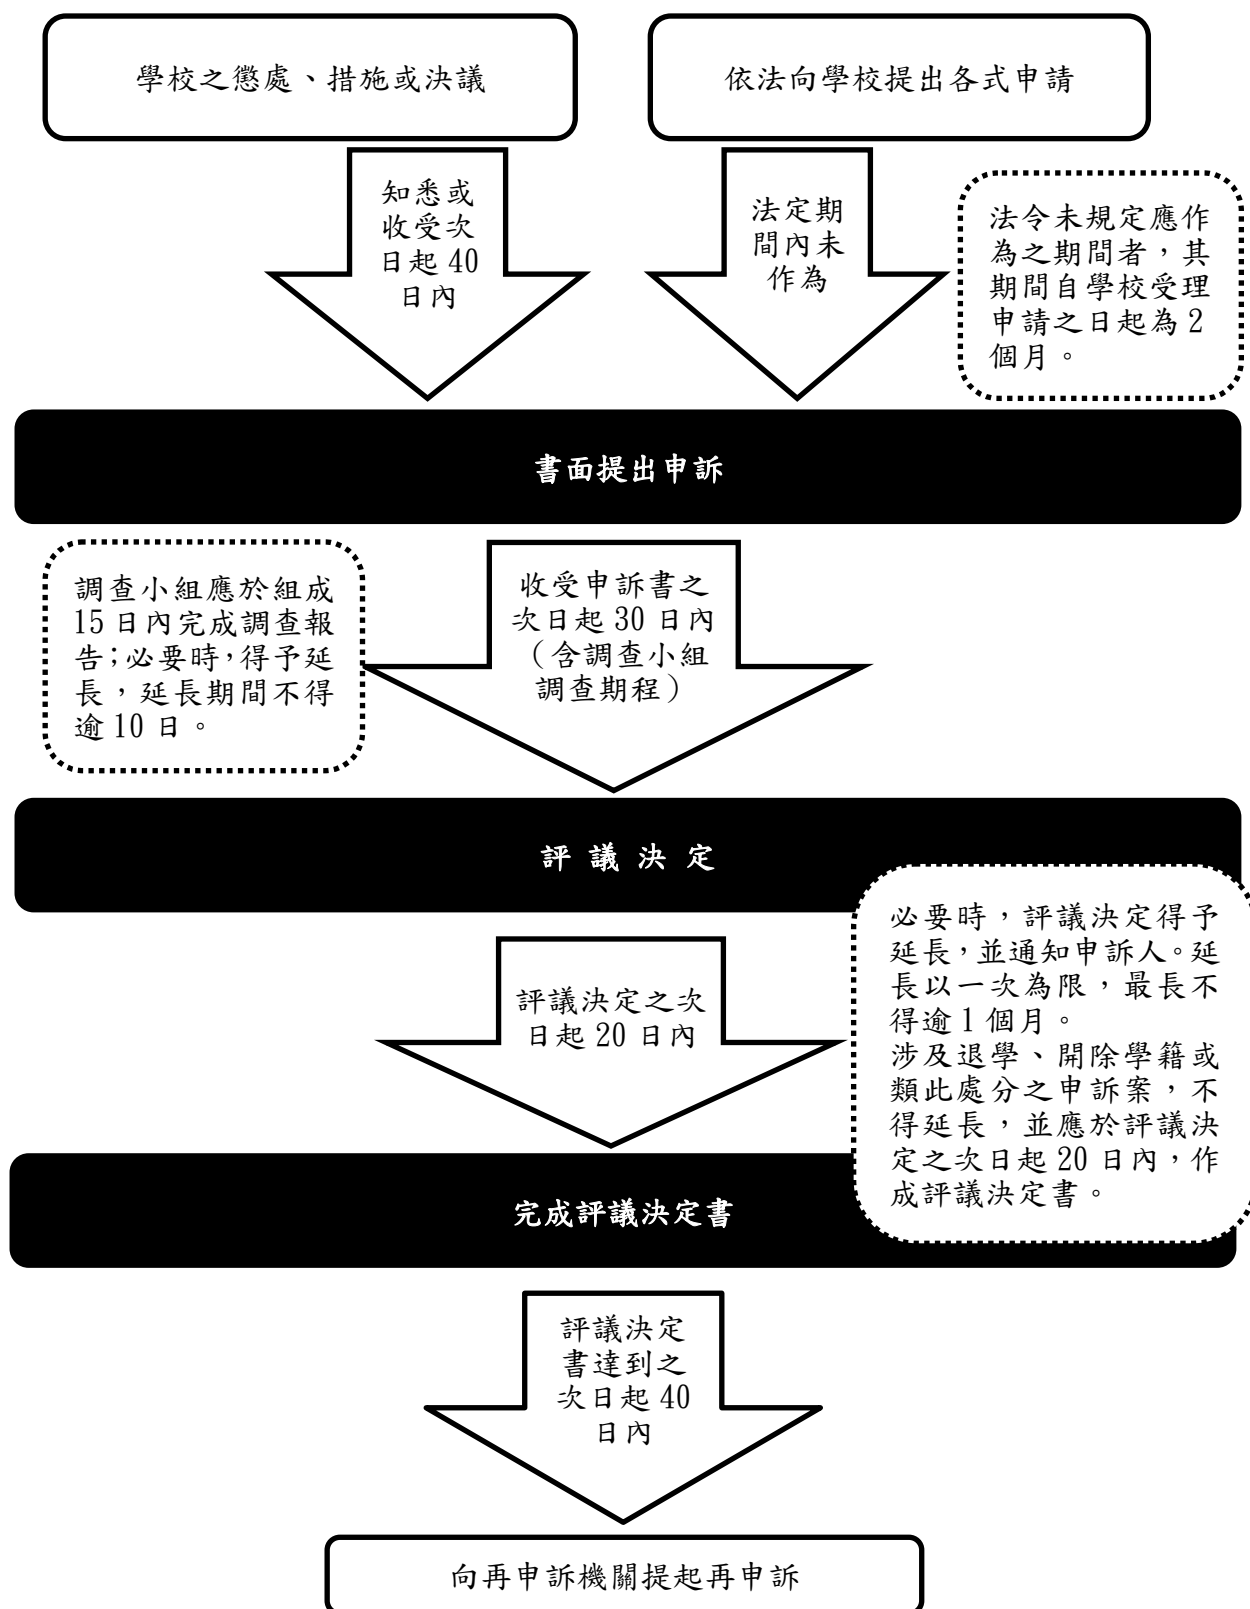 學校之懲處、措施或決議
依法向學校提出各式申請
知悉或
收受次
日起 40
日內
法定期
間內未
作為
法令未規定應作
為之期間者，其
期間自學校受理
申請之日起為 2
個月。
書面提出申訴
調查小組應於組成
15 日內完成調查報
告；必要時，得予延
長，延長期間不得
逾 10 日。
收受申訴書之
次日起 30 日內
（含調查小組
調查期程）
評 議 決 定
必要時，評議決定得予
延長，並通知申訴人。延
長以一次為限，最長不
得逾 1 個月。
涉及退學、開除學籍或
類此處分之申訴案，不
得延長，並應於評議決
定之次日起 20 日內，作
成評議決定書。
評議決定之次
日起 20 日內
完成評議決定書
評議決定
書達到之
次日起 40
日內
向再申訴機關提起再申訴